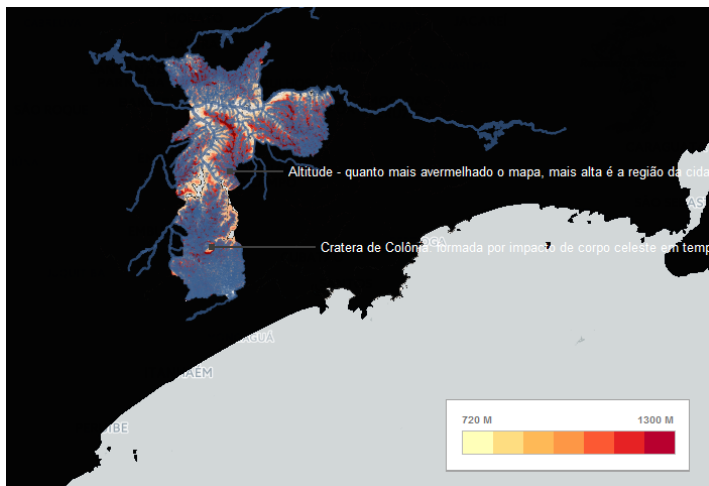 Altitude - quanto mais avermelhado o mapa, mais alta é a região da cida
Cratera de Colônia: formada por impacto de corpo celeste em temp
AGUÁ
AÉM
IBE
720 M 1300 M